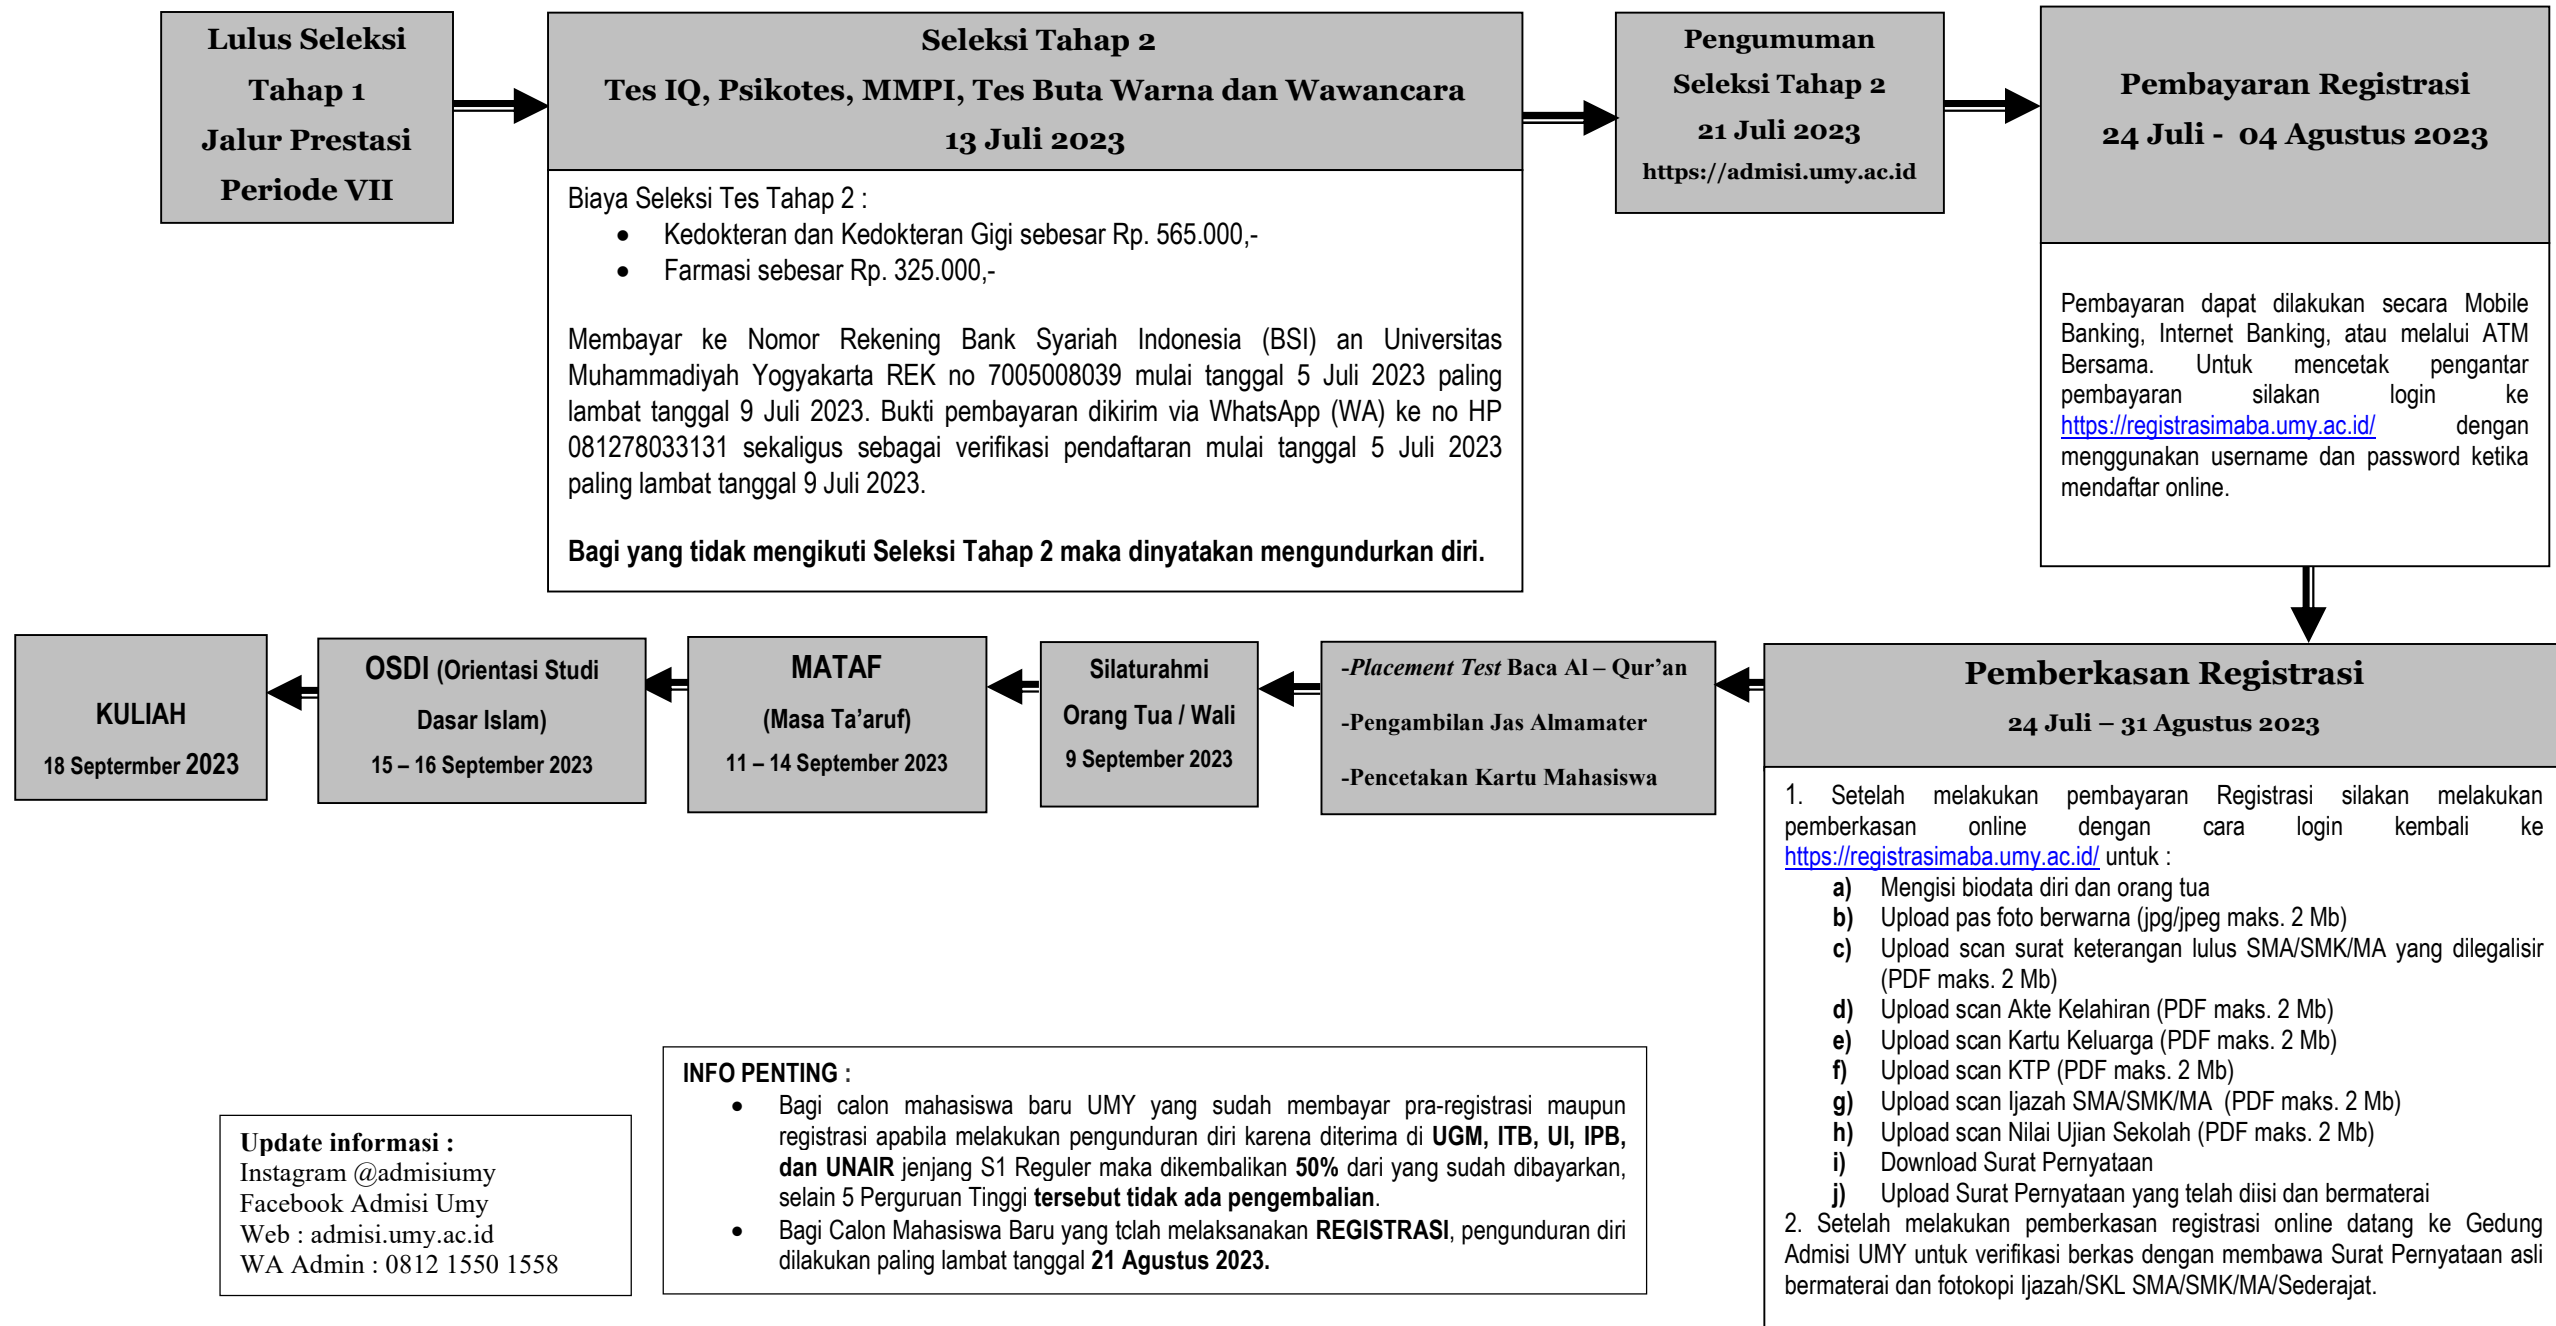 Lulus Seleksi
Tahap 1
Jalur Prestasi
Periode VII
Seleksi Tahap 2
Tes IQ, Psikotes, MMPI, Tes Buta Warna dan Wawancara
13 Juli 2023
Biaya Seleksi Tes Tahap 2 :
• Kedokteran dan Kedokteran Gigi sebesar Rp. 565.000,-
• Farmasi sebesar Rp. 325.000,-
Membayar ke Nomor Rekening Bank Syariah Indonesia (BSI) an Universitas
Muhammadiyah Yogyakarta REK no 7005008039 mulai tanggal 5 Juli 2023 paling
lambat tanggal 9 Juli 2023. Bukti pembayaran dikirim via WhatsApp (WA) ke no HP
081278033131 sekaligus sebagai verifikasi pendaftaran mulai tanggal 5 Juli 2023
paling lambat tanggal 9 Juli 2023.
Bagi yang tidak mengikuti Seleksi Tahap 2 maka dinyatakan mengundurkan diri.
Pengumuman
Seleksi Tahap 2
21 Juli 2023
https://admisi.umy.ac.id
Pembayaran Registrasi
24 Juli - 04 Agustus 2023
Pembayaran dapat dilakukan secara Mobile
Banking, Internet Banking, atau melalui ATM
Bersama. Untuk mencetak pengantar
pembayaran silakan login ke
https://registrasimaba.umy.ac.id/ dengan
menggunakan username dan password ketika
mendaftar online.
Pemberkasan Registrasi
24 Juli – 31 Agustus 2023
1. Setelah melakukan pembayaran Registrasi silakan melakukan
pemberkasan online dengan cara login kembali ke
https://registrasimaba.umy.ac.id/ untuk :
a) Mengisi biodata diri dan orang tua
b) Upload pas foto berwarna (jpg/jpeg maks. 2 Mb)
c) Upload scan surat keterangan lulus SMA/SMK/MA yang dilegalisir
(PDF maks. 2 Mb)
d) Upload scan Akte Kelahiran (PDF maks. 2 Mb)
e) Upload scan Kartu Keluarga (PDF maks. 2 Mb)
f) Upload scan KTP (PDF maks. 2 Mb)
g) Upload scan Ijazah SMA/SMK/MA (PDF maks. 2 Mb)
h) Upload scan Nilai Ujian Sekolah (PDF maks. 2 Mb)
i) Download Surat Pernyataan
j) Upload Surat Pernyataan yang telah diisi dan bermaterai
2. Setelah melakukan pemberkasan registrasi online datang ke Gedung
Admisi UMY untuk verifikasi berkas dengan membawa Surat Pernyataan asli
bermaterai dan fotokopi Ijazah/SKL SMA/SMK/MA/Sederajat.
-Placement Test Baca Al – Qur’an
-Pengambilan Jas Almamater
-Pencetakan Kartu Mahasiswa
Silaturahmi
Orang Tua / Wali
9 September 2023
MATAF
(Masa Ta’aruf)
11 – 14 September 2023
OSDI (Orientasi Studi
Dasar Islam)
15 – 16 September 2023
KULIAH
18 Septermber 2023
Update informasi :
Instagram @admisiumy
Facebook Admisi Umy
Web : admisi.umy.ac.id
WA Admin : 0812 1550 1558
INFO PENTING :
• Bagi calon mahasiswa baru UMY yang sudah membayar pra-registrasi maupun
registrasi apabila melakukan pengunduran diri karena diterima di UGM, ITB, UI, IPB,
dan UNAIR jenjang S1 Reguler maka dikembalikan 50% dari yang sudah dibayarkan,
selain 5 Perguruan Tinggi tersebut tidak ada pengembalian.
• Bagi Calon Mahasiswa Baru yang tclah melaksanakan REGISTRASI, pengunduran diri
dilakukan paling lambat tanggal 21 Agustus 2023.